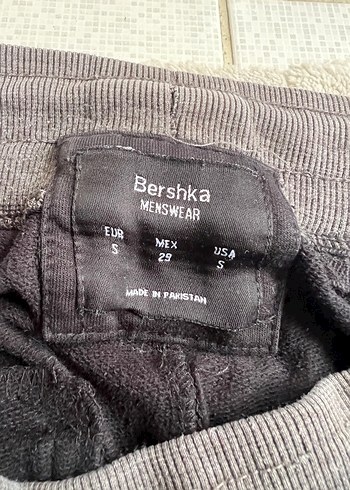 Bershka
MENSWEAR
EUR MEX USA
S 29 S
MADE IN PAKISTAN